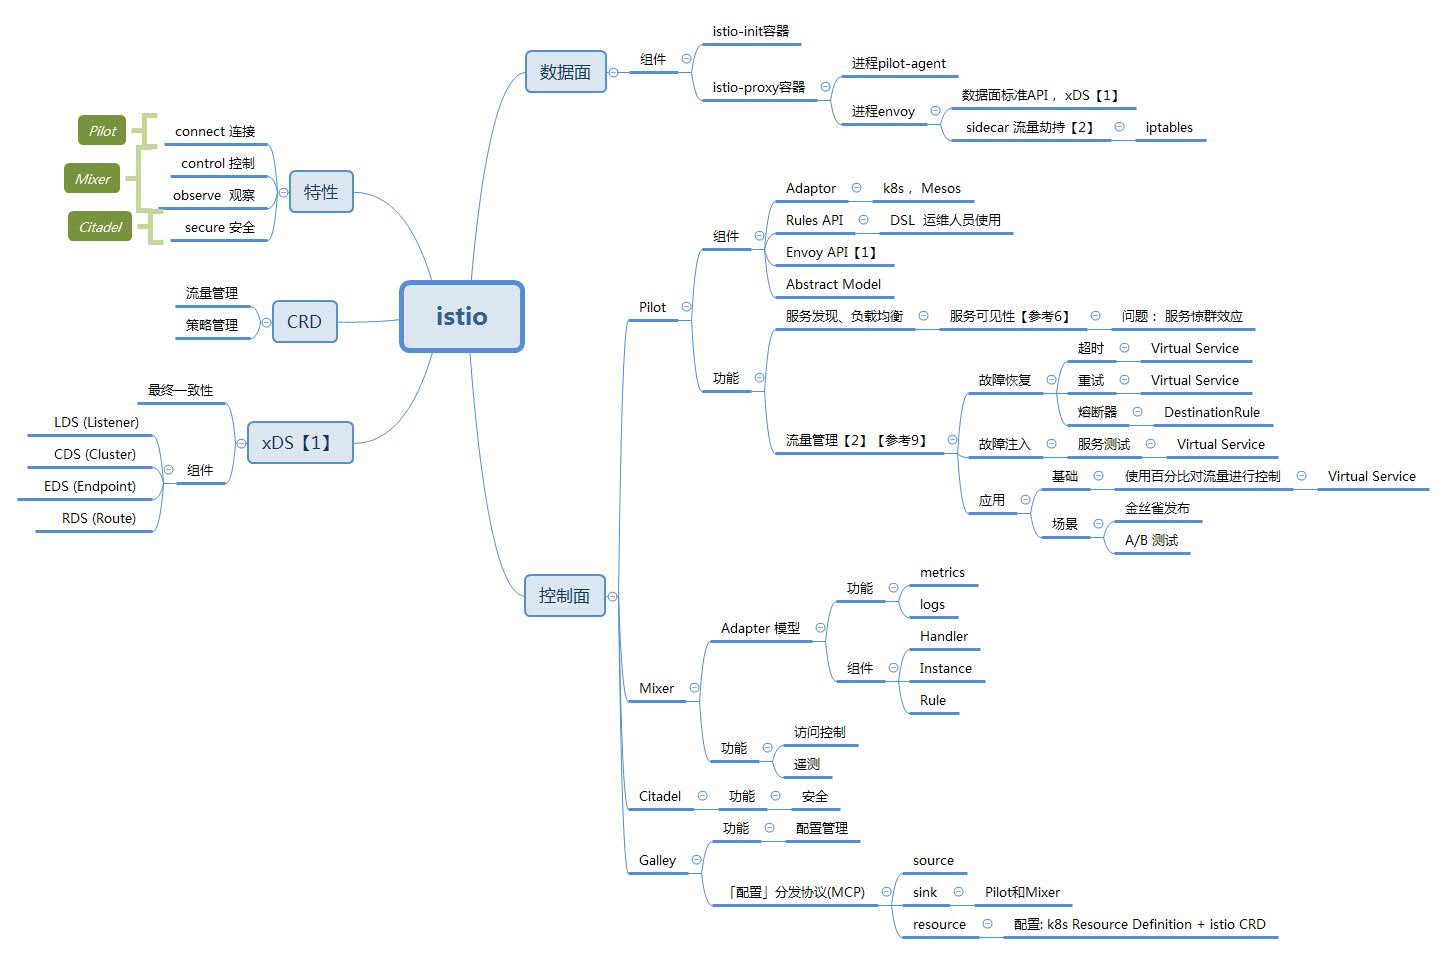 istio
数据面
组件
istio-init容器
istio-proxy容器
进程pilot-agent
进程envoy
数据面标准API ，xDS【1】
sidecar 流量劫持【2】
iptables
特性
connect 连接
control 控制
observe 观察
secure 安全
Pilot
Mixer
Citadel
CRD
流量管理
策略管理
xDS【1】
最终一致性
组件
LDS (Listener)
CDS (Cluster)
EDS (Endpoint)
RDS (Route)
控制面
Pilot
组件
Adaptor
k8s ，Mesos
Rules API
DSL 运维人员使用
Envoy API【1】
Abstract Model
功能
服务发现、负载均衡
服务可见性【参考6】
问题：服务惊群效应
流量管理【2】【参考9】
故障恢复
超时
Virtual Service
重试
Virtual Service
熔断器
DestinationRule
故障注入
服务测试
Virtual Service
应用
基础
使用百分比对流量进行控制
Virtual Service
场景
金丝雀发布
A/B 测试
Mixer
Adapter 模型
功能
metrics
logs
组件
Handler
Instance
Rule
功能
访问控制
遥测
Citadel
功能
安全
Galley
功能
配置管理
「配置」分发协议(MCP)
source
sink
Pilot和Mixer
resource
配置: k8s Resource Definition + istio CRD